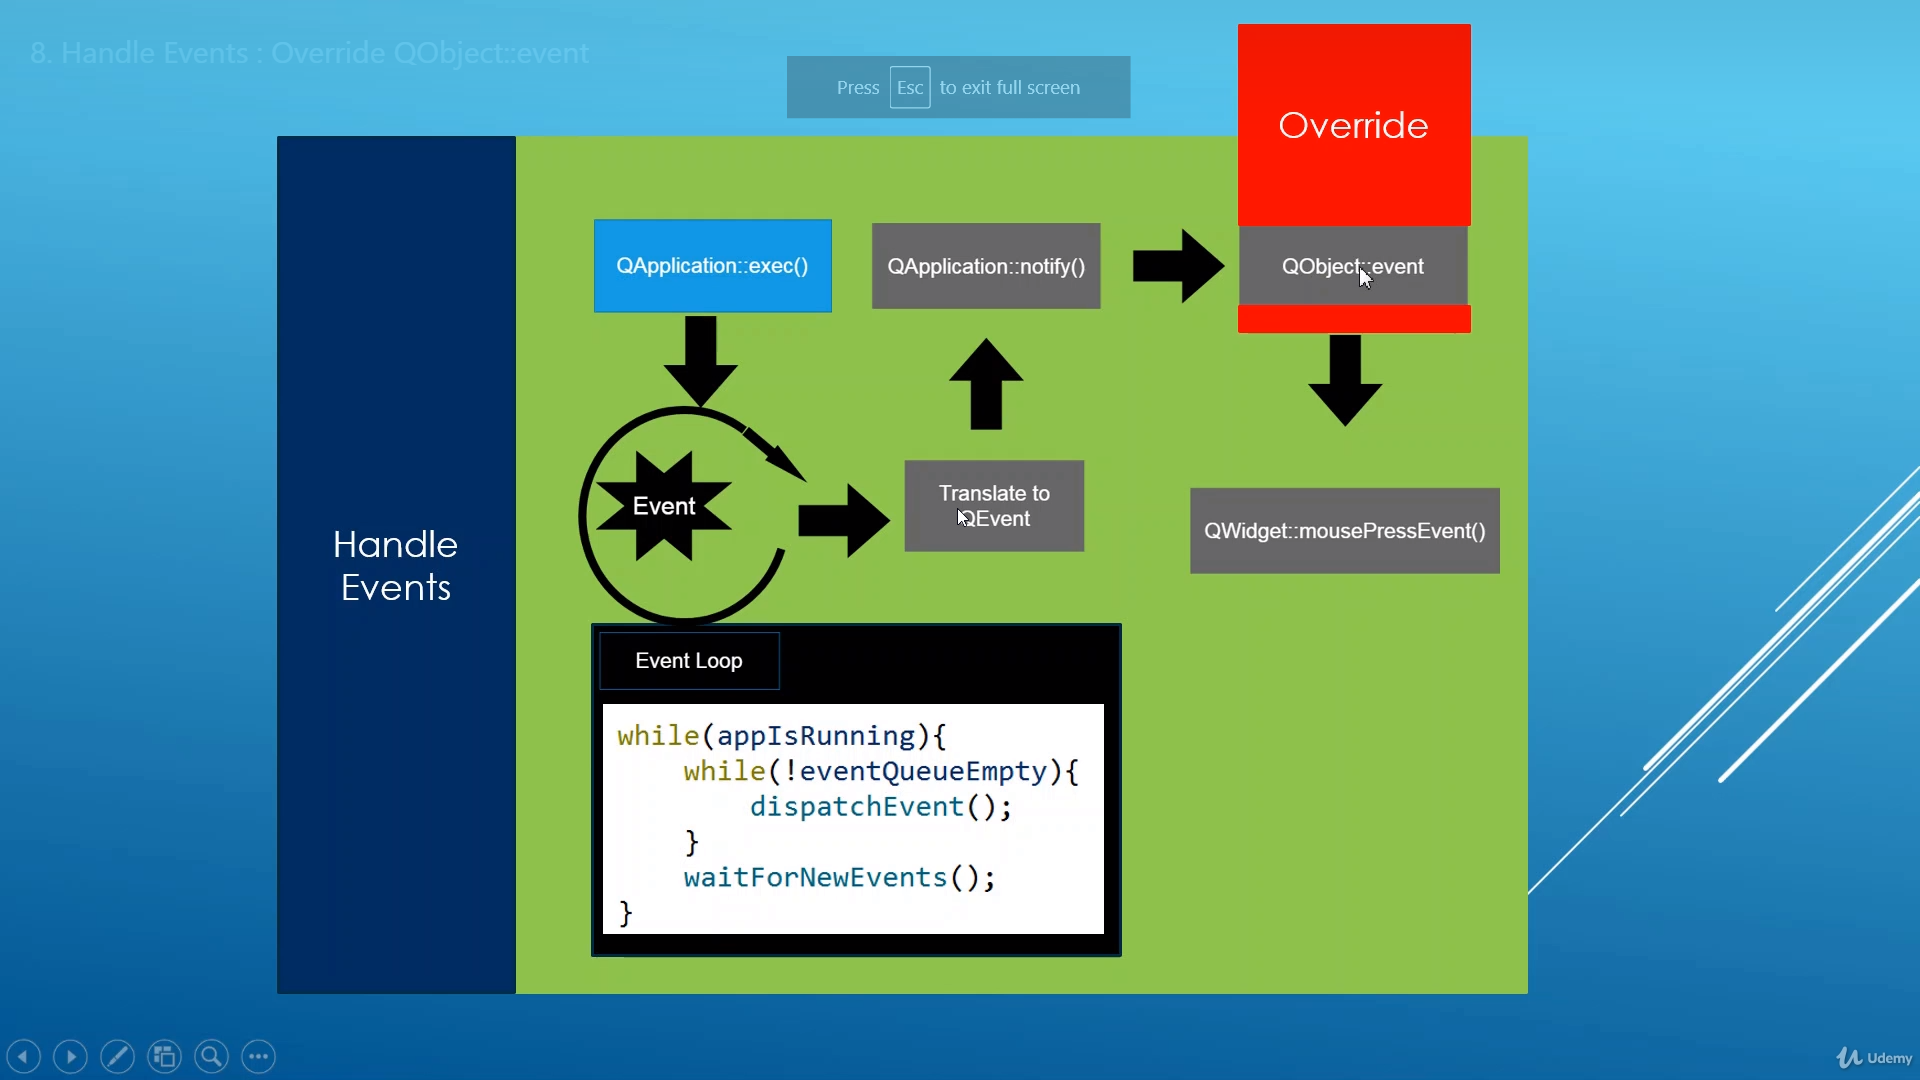 8. Handle Events : Override QObject::event
Press Esc to exit full screen
Override
QApplication::exec()
QApplication::notify()
QObject::event
Event
Translate to
QEvent
QWidget::mousePressEvent()
Handle
Events
Event Loop
while(appIsRunning){
    while(!eventQueueEmpty){
        dispatchEvent();
    }
    waitForNewEvents();
}
Udemy